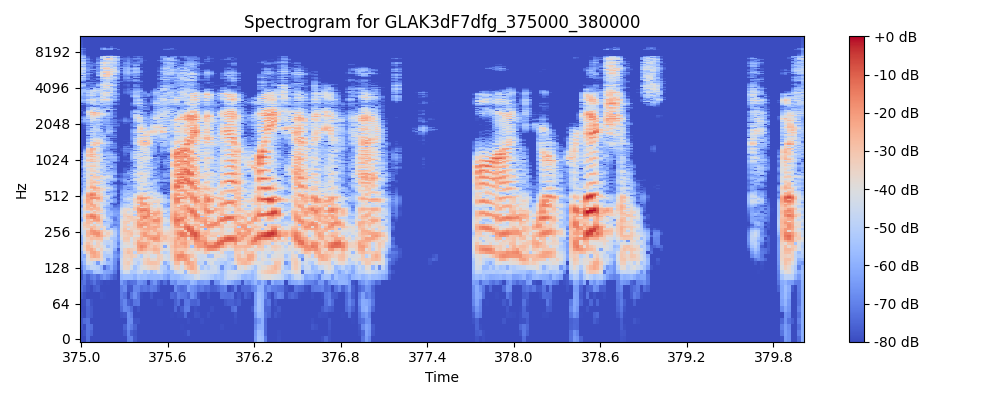 Spectrogram for GLAK3dF7dfg_375000_380000
8192
4096
2048
1024
512
256
128
64
0
Hz
375.0
375.6
376.2
376.8
377.4
378.0
378.6
379.2
379.8
Time
+0 dB
-10 dB
-20 dB
-30 dB
-40 dB
-50 dB
-60 dB
-70 dB
-80 dB